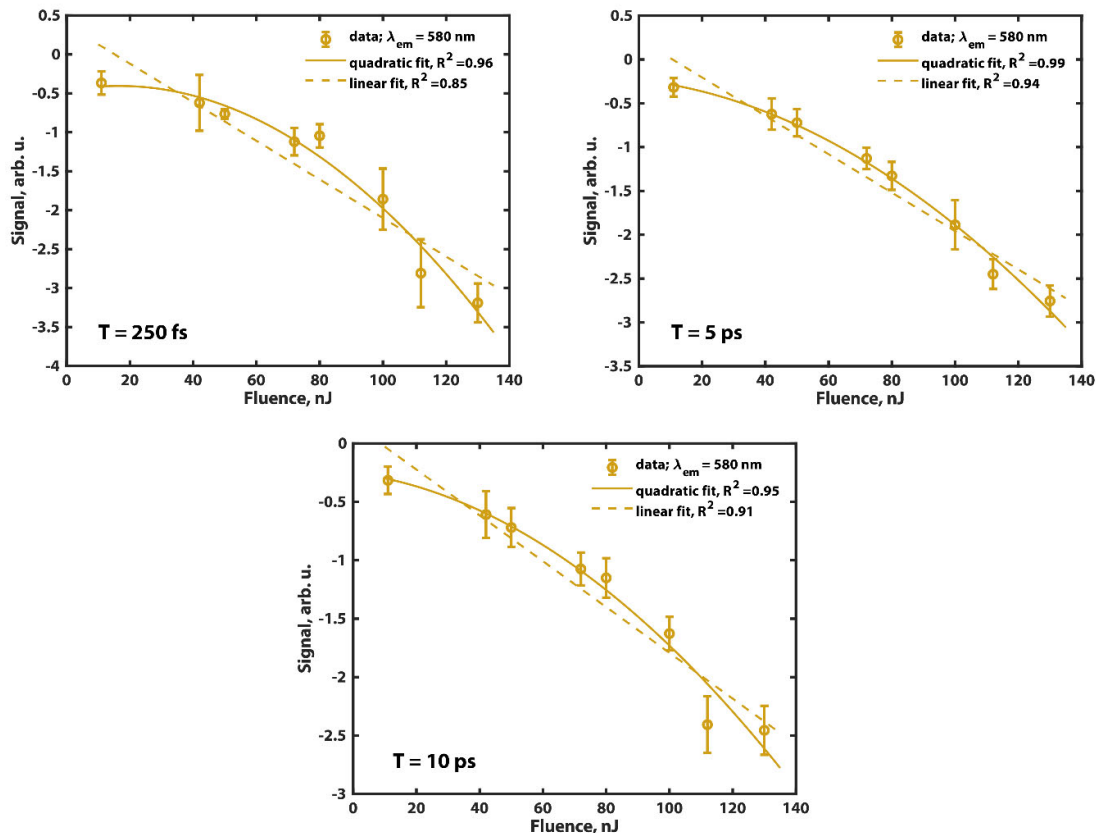 0.5
0
-0.5
-1
-1.5
-2
-2.5
-3
-3.5
-4
Signal, arb. u.
data; λem = 580 nm
quadratic fit, R² =0.96
linear fit, R² =0.85
T = 250 fs
0 20 40 60 80 100 120 140
Fluence, nJ
0.5
0
-0.5
-1
-1.5
-2
-2.5
-3
-3.5
Signal, arb. u.
data; λem = 580 nm
quadratic fit, R² =0.99
linear fit, R² =0.94
T = 5 ps
0 20 40 60 80 100 120 140
Fluence, nJ
0
-0.5
-1
-1.5
-2
-2.5
-3
Signal, arb. u.
data; λem = 580 nm
quadratic fit, R² =0.95
linear fit, R² =0.91
T = 10 ps
0 20 40 60 80 100 120 140
Fluence, nJ